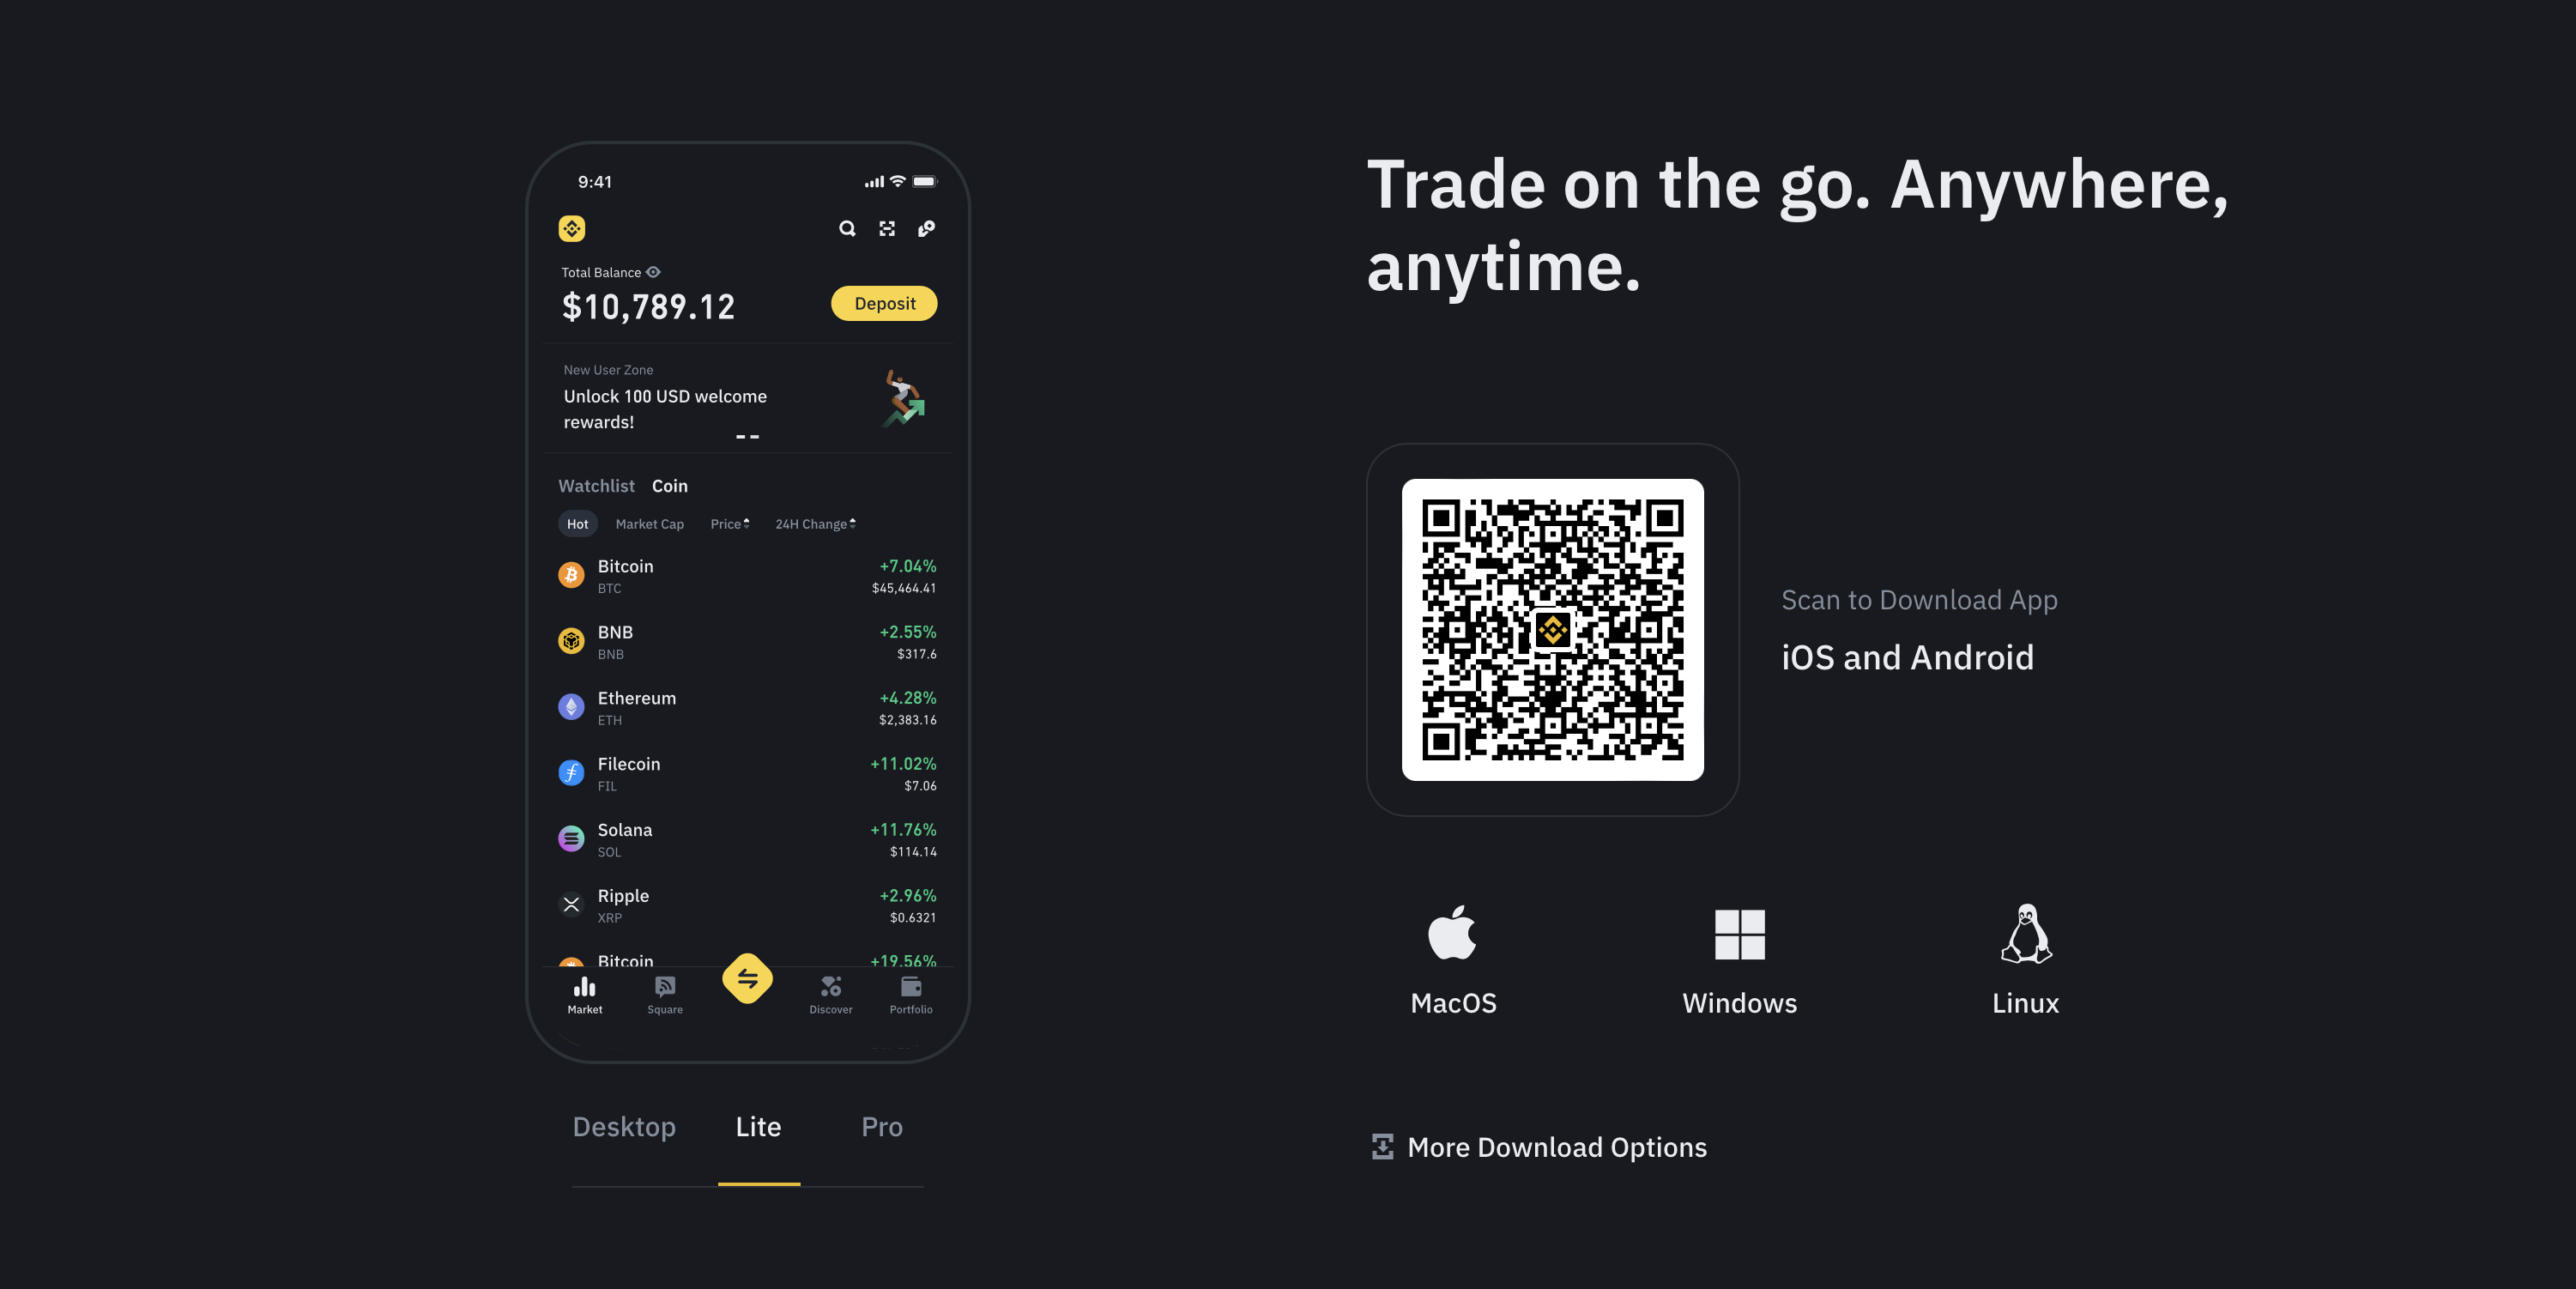 9:41
Total Balance
$10,789.12
Deposit
New User Zone
Unlock 100 USD welcome
rewards!
--
Watchlist Coin
Hot Market Cap Price 24H Change
Bitcoin +7.04%
BTC $45,464.41
BNB +2.55%
BNB $317.6
Ethereum +4.28%
ETH $2,383.16
Filecoin +11.02%
FIL $7.06
Solana +11.76%
SOL $114.14
Ripple +2.96%
XRP $0.6321
Bitcoin +19.56%
Market Square Discover Portfolio
Desktop Lite Pro
Trade on the go. Anywhere,
anytime.
Scan to Download App
iOS and Android
MacOS Windows Linux
More Download Options